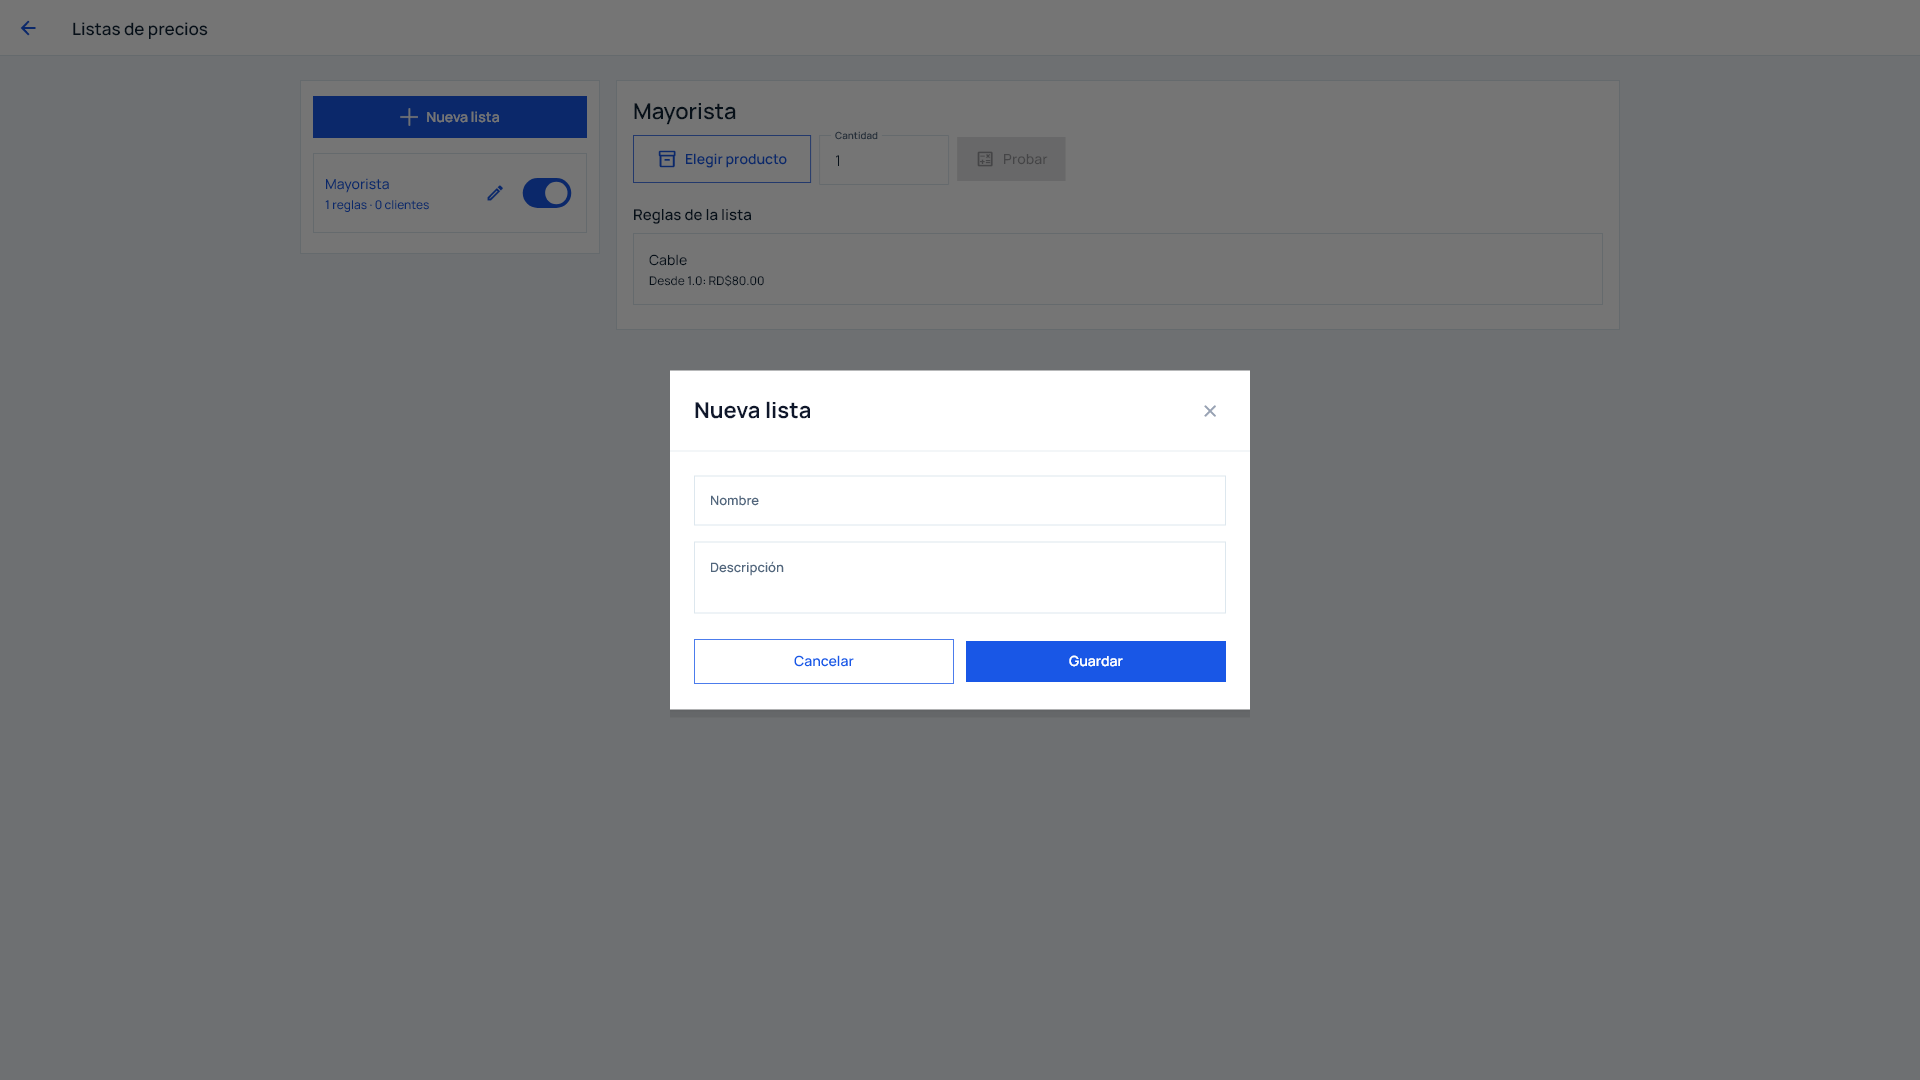 Listas de precios
Nueva lista
Mayorista
1 reglas · 0 clientes
Mayorista
Elegir producto
Cantidad
1
Probar
Reglas de la lista
Cable
Desde 1.0: RD$80.00
Nueva lista
Nombre
Descripción
Cancelar
Guardar